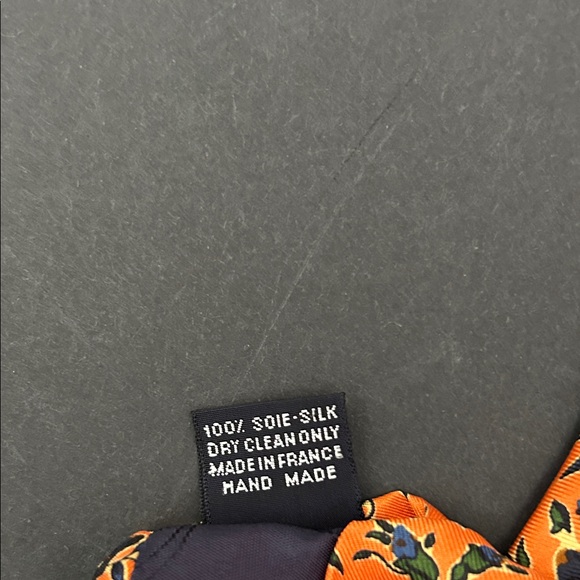 100% SOIE-SILK
DRY CLEAN ONLY
MADE IN FRANCE
HAND MADE